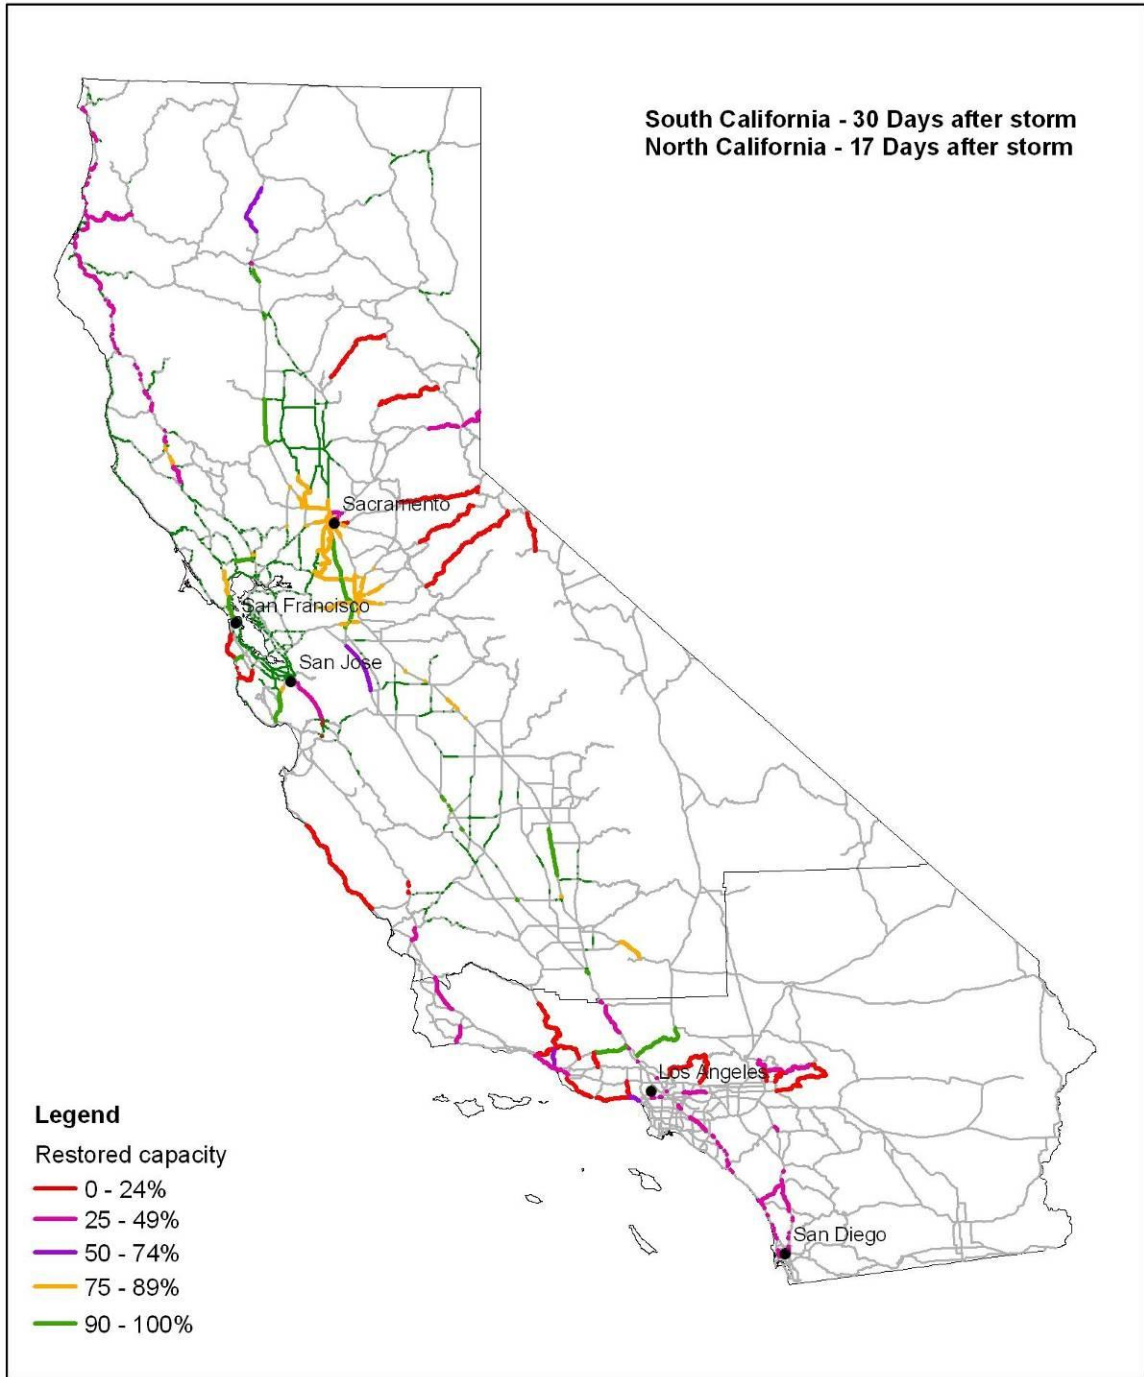 South California - 30 Days after storm
North California - 17 Days after storm
Sacramento
San Francisco
San Jose
Los Angeles
San Diego
Legend
Restored capacity
0 - 24%
25 - 49%
50 - 74%
75 - 89%
90 - 100%